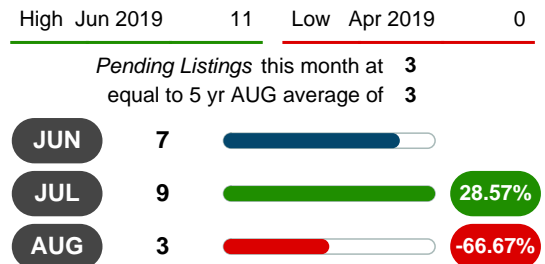 High Jun 2019 11 Low Apr 2019 0
Pending Listings this month at 3
equal to 5 yr AUG average of 3
JUN 7
JUL 9 28.57%
AUG 3 -66.67%